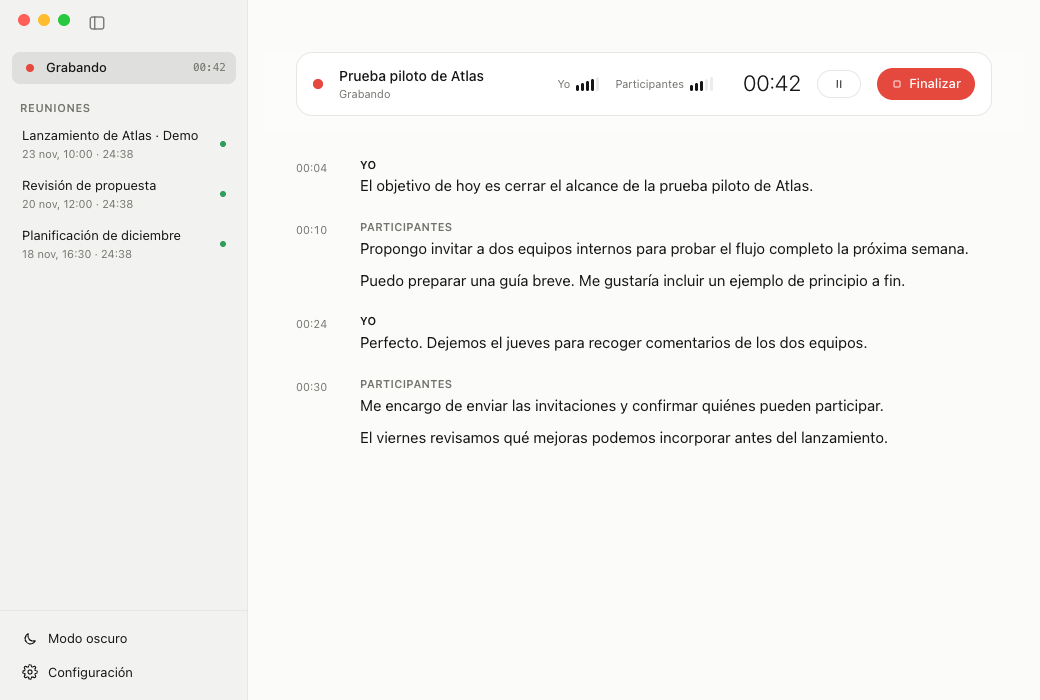 Grabando 00:42
REUNIONES
Lanzamiento de Atlas · Demo
23 nov, 10:00 · 24:38
Revisión de propuesta
20 nov, 12:00 · 24:38
Planificación de diciembre
18 nov, 16:30 · 24:38
Modo oscuro
Configuración
Prueba piloto de Atlas
Grabando
Yo
Participantes
00:42
Finalizar
00:04
YO
El objetivo de hoy es cerrar el alcance de la prueba piloto de Atlas.
00:10
PARTICIPANTES
Propongo invitar a dos equipos internos para probar el flujo completo la próxima semana.
Puedo preparar una guía breve. Me gustaría incluir un ejemplo de principio a fin.
00:24
YO
Perfecto. Dejemos el jueves para recoger comentarios de los dos equipos.
00:30
PARTICIPANTES
Me encargo de enviar las invitaciones y confirmar quiénes pueden participar.
El viernes revisamos qué mejoras podemos incorporar antes del lanzamiento.